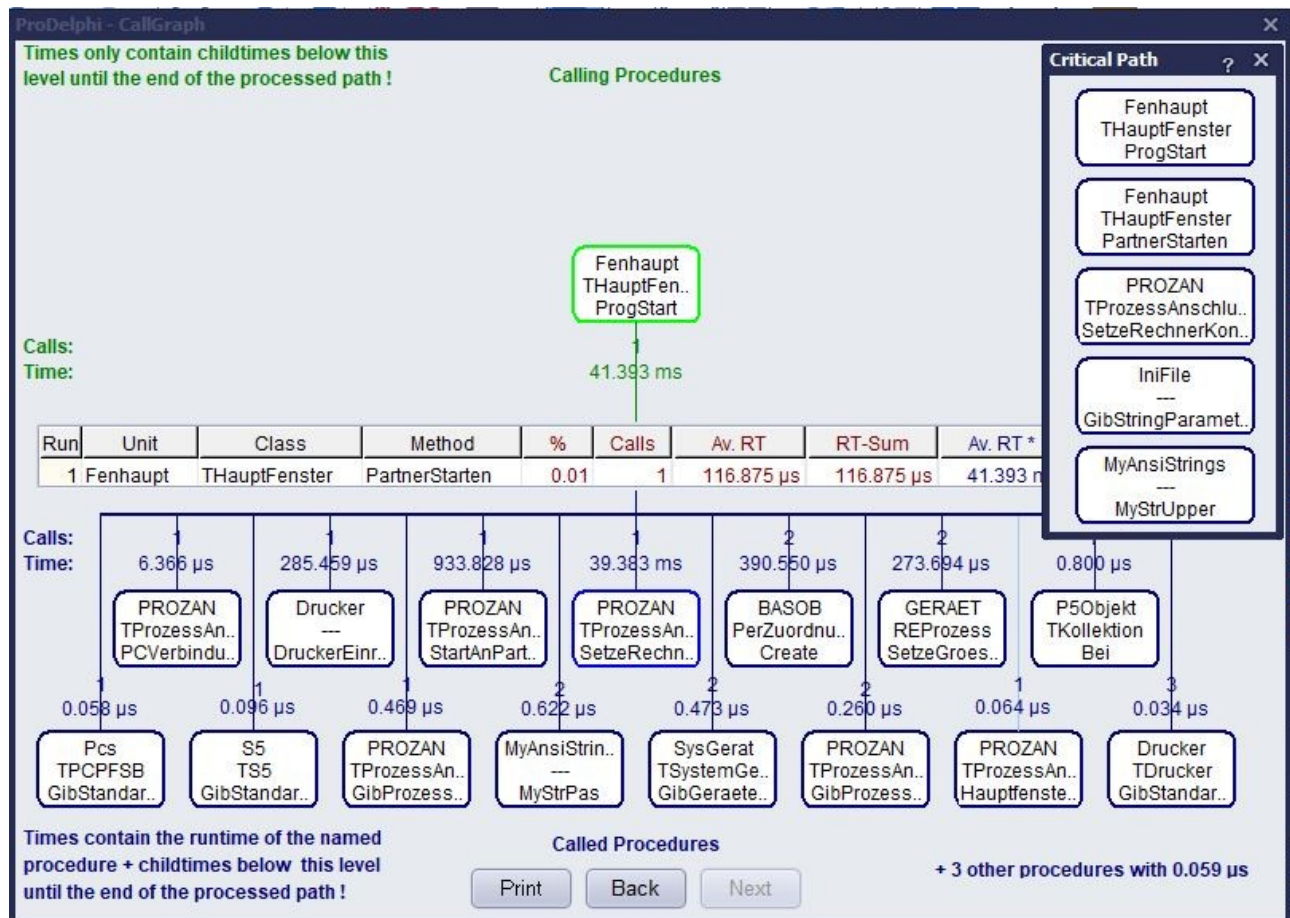 ProDelphi - CallGraph
Times only contain childtimes below this
level until the end of the processed path !
Calling Procedures
Critical Path
Fenhaupt
THauptFenster
ProgStart
Fenhaupt
THauptFenster
PartnerStarten
PROZAN
TProzessAnschlu..
SetzeRechnerKon..
IniFile
---
GibStringParamet..
MyAnsiStrings
---
MyStrUpper
Fenhaupt
THauptFen..
ProgStart
Calls: 1
Time: 41.393 ms
Run Unit Class Method % Calls Av. RT RT-Sum Av. RT *
1 Fenhaupt THauptFenster PartnerStarten 0.01 1 116.875 µs 116.875 µs 41.393
Calls: 1 1 1 1 2 2
Time: 6.366 µs 285.459 µs 933.828 µs 39.383 ms 390.550 µs 273.694 µs 0.800 µs
PROZAN
TProzessAn..
PCVerbindu..
Drucker
---
DruckerEinr..
PROZAN
TProzessAn..
StartAnPart..
PROZAN
TProzessAn..
SetzeRechn..
BASOB
PerZuordnu..
Create
GERAET
REProzess
SetzeGroes..
P5Objekt
TKollektion
Bei
1 1 1 2 2 2 1 3
0.058 µs 0.096 µs 0.469 µs 0.622 µs 0.473 µs 0.260 µs 0.064 µs 0.034 µs
Pcs
TPCPFSB
GibStandar..
S5
TS5
GibStandar..
PROZAN
TProzessAn..
GibProzess..
MyAnsiStrin..
---
MyStrPas
SysGerat
TSystemGe..
GibGeraete..
PROZAN
TProzessAn..
GibProzess..
PROZAN
TProzessAn..
Hauptfenste..
Drucker
TDrucker
GibStandar..
Times contain the runtime of the named
procedure + childtimes below this level
until the end of the processed path !
Called Procedures
Print Back Next
+ 3 other procedures with 0.059 µs